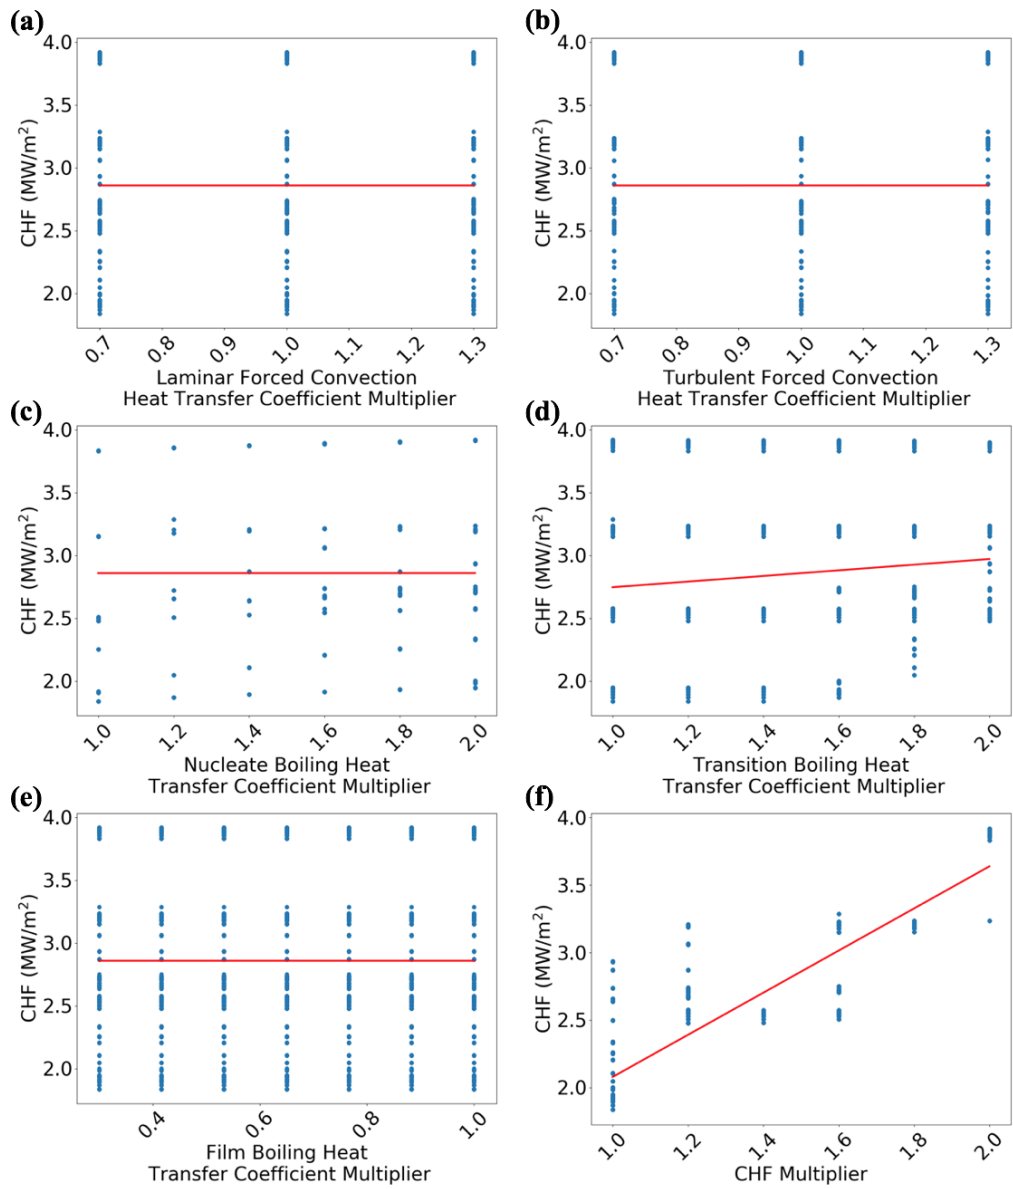 (a)
4.0
3.5
3.0
2.5
2.0
CHF (MW/m²)
0.7 0.8 0.9 1.0 1.1 1.2 1.3
Laminar Forced Convection
Heat Transfer Coefficient Multiplier
(b)
4.0
3.5
3.0
2.5
2.0
CHF (MW/m²)
0.7 0.8 0.9 1.0 1.1 1.2 1.3
Turbulent Forced Convection
Heat Transfer Coefficient Multiplier
(c)
4.0
3.5
3.0
2.5
2.0
CHF (MW/m²)
1.0 1.2 1.4 1.6 1.8 2.0
Nucleate Boiling Heat
Transfer Coefficient Multiplier
(d)
4.0
3.5
3.0
2.5
2.0
CHF (MW/m²)
1.0 1.2 1.4 1.6 1.8 2.0
Transition Boiling Heat
Transfer Coefficient Multiplier
(e)
4.0
3.5
3.0
2.5
2.0
CHF (MW/m²)
0.4 0.6 0.8 1.0
Film Boiling Heat
Transfer Coefficient Multiplier
(f)
4.0
3.5
3.0
2.5
2.0
CHF (MW/m²)
1.0 1.2 1.4 1.6 1.8 2.0
CHF Multiplier